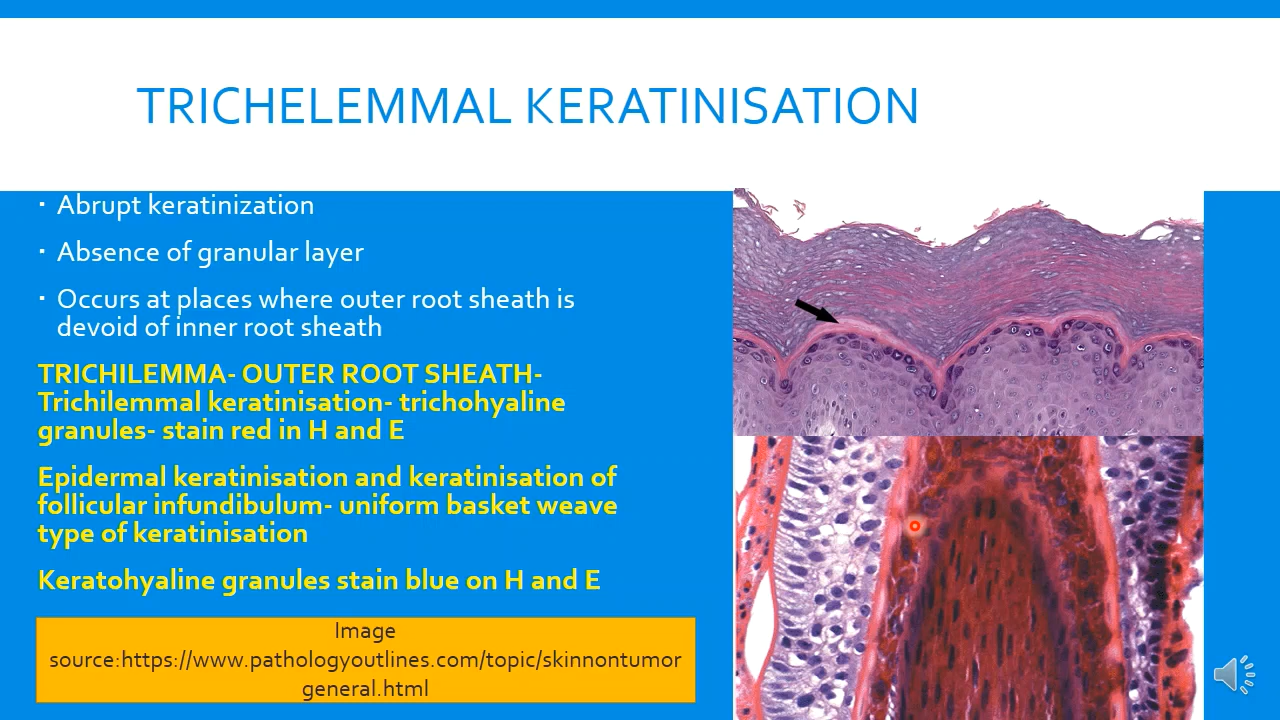 TRICHELEMMAL KERATINISATION
▪ Abrupt keratinization
▪ Absence of granular layer
▪ Occurs at places where outer root sheath is
devoid of inner root sheath
TRICHILEMMA- OUTER ROOT SHEATH-
Trichilemmal keratinisation- trichohyaline
granules- stain red in H and E
Epidermal keratinisation and keratinisation of
follicular infundibulum- uniform basket weave
type of keratinisation
Keratohyaline granules stain blue on H and E
Image
source:https://www.pathologyoutlines.com/topic/skinnontumor
general.html